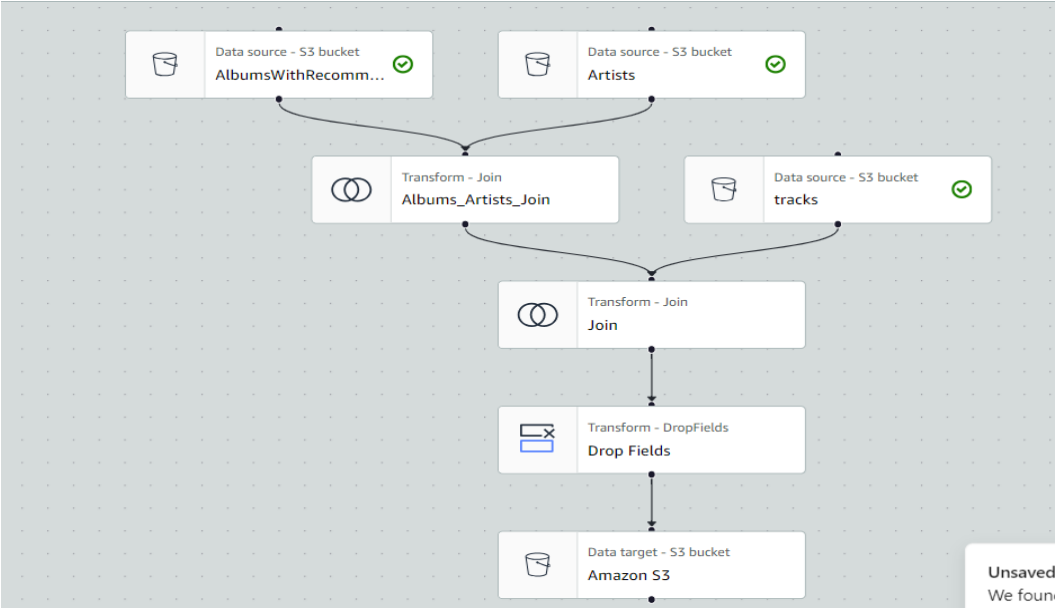 Data source - S3 bucket
AlbumsWithRecomm...
Data source - S3 bucket
Artists
Transform - Join
Albums_Artists_Join
Data source - S3 bucket
tracks
Transform - Join
Join
Transform - DropFields
Drop Fields
Data target - S3 bucket
Amazon S3
Unsaved
We foun